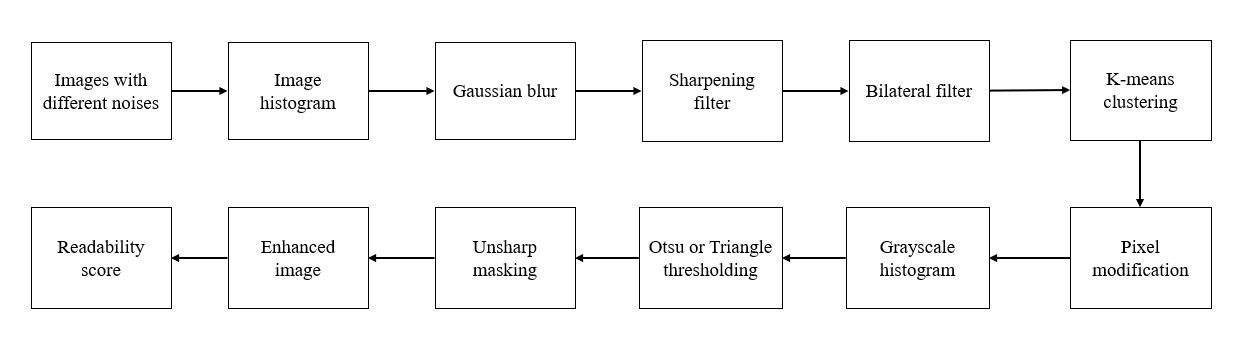 Images with
different noises
Image
histogram
Gaussian blur
Sharpening
filter
Bilateral filter
K-means
clustering
Pixel
modification
Grayscale
histogram
Otsu or Triangle
thresholding
Unsharp
masking
Enhanced
image
Readability
score